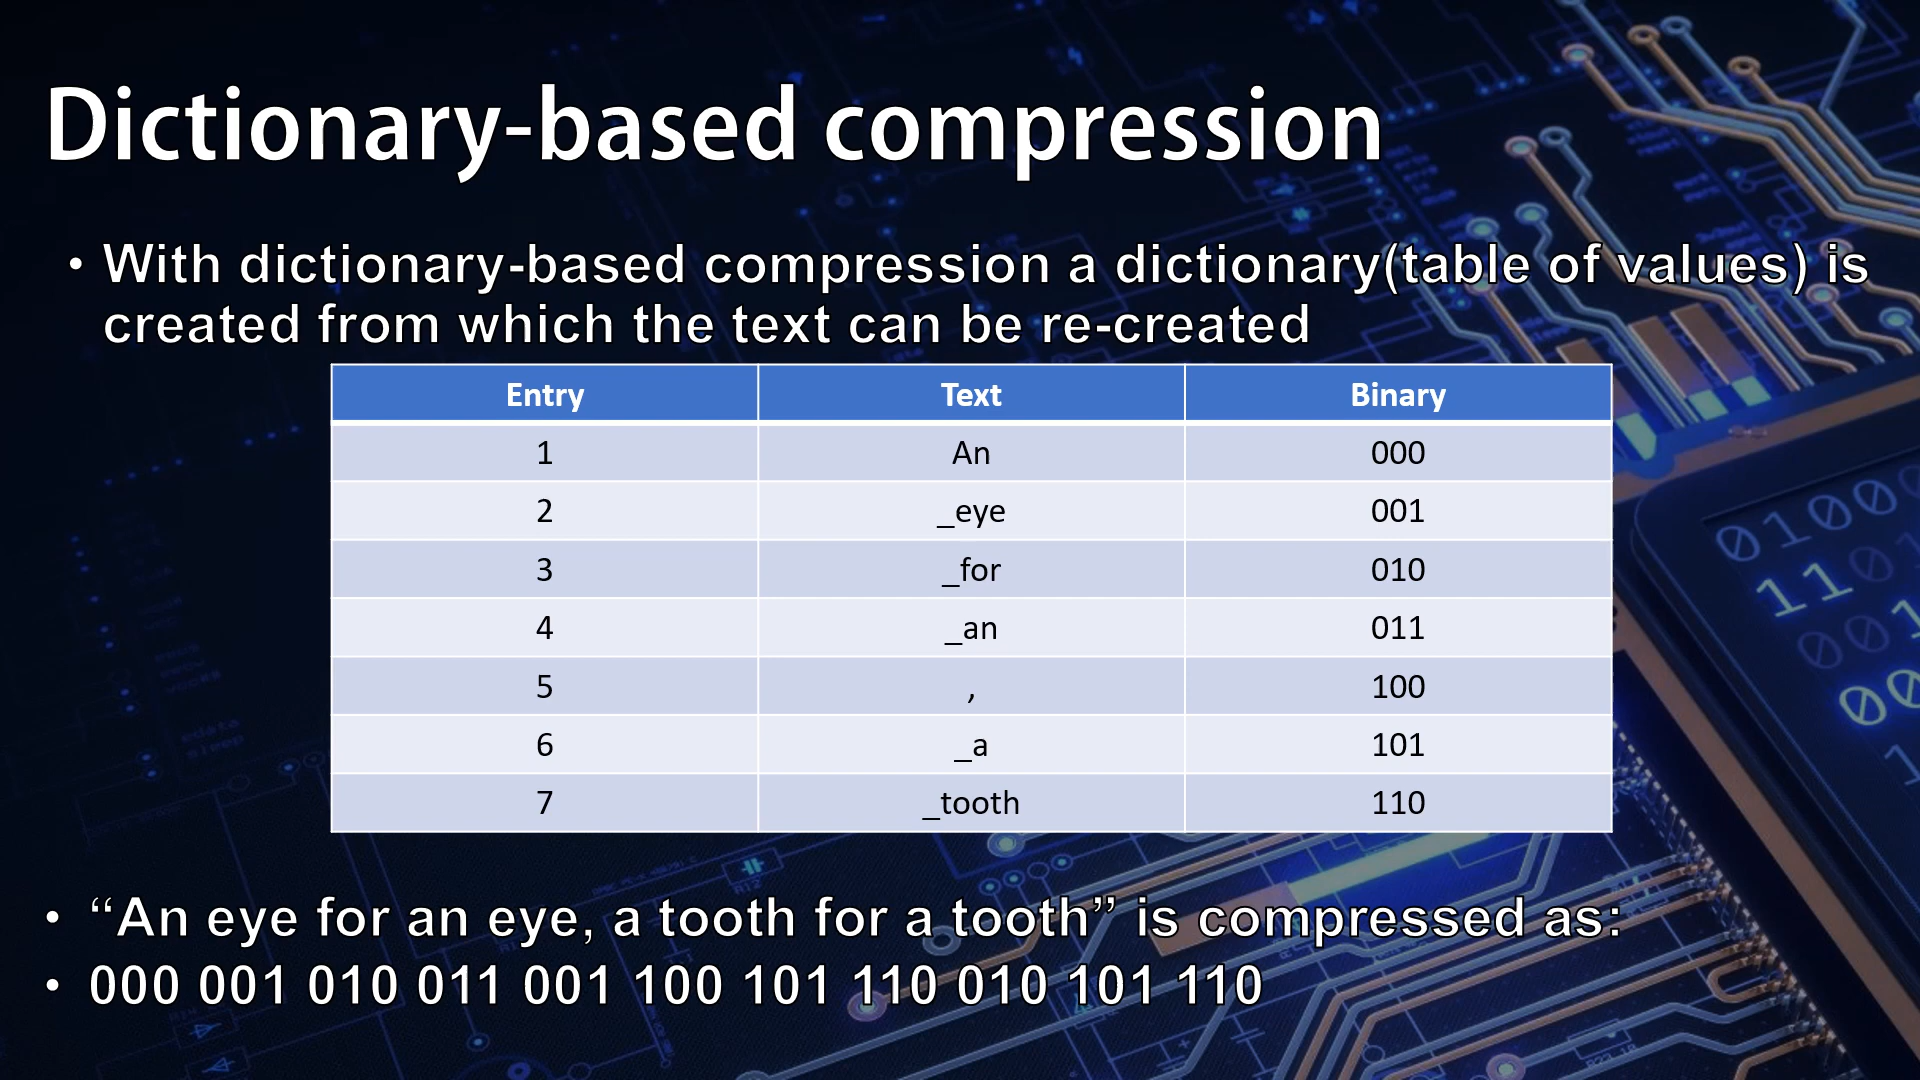 Dictionary-based compression
• With dictionary-based compression a dictionary(table of values) is
created from which the text can be re-created
Entry Text Binary
1 An 000
2 _eye 001
3 _for 010
4 _an 011
5 , 100
6 _a 101
7 _tooth 110
• “An eye for an eye, a tooth for a tooth” is compressed as:
• 000 001 010 011 001 100 101 110 010 101 110